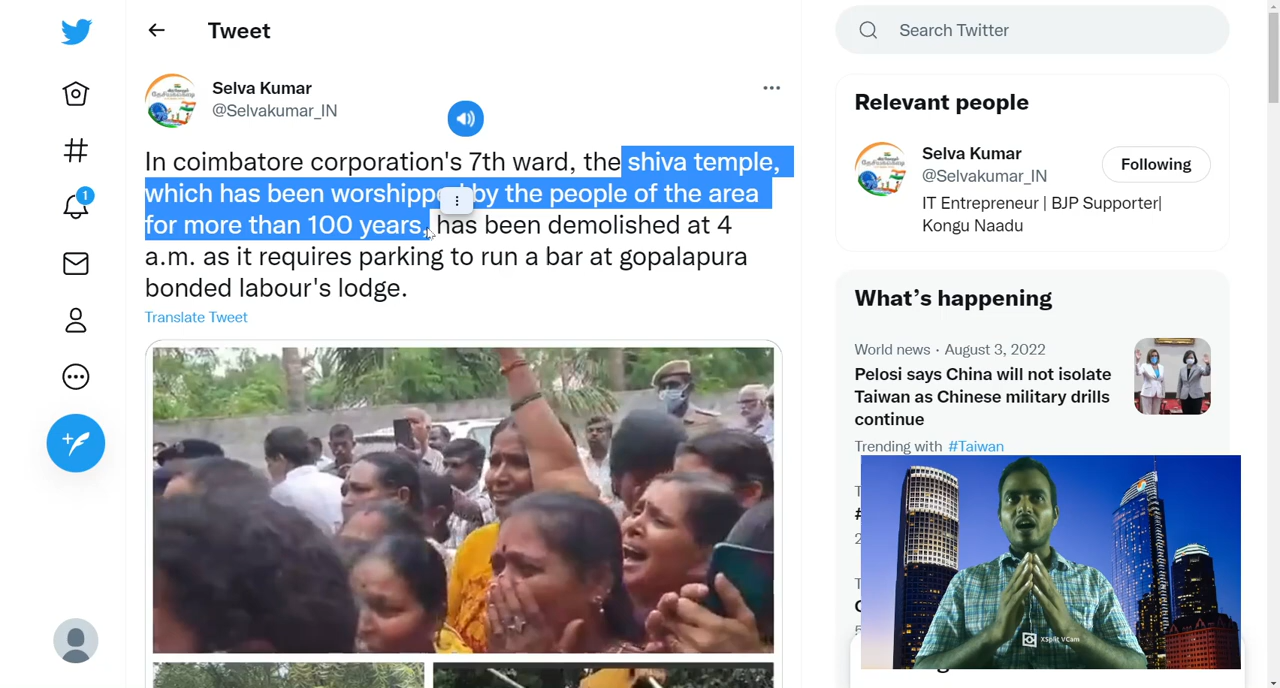 Tweet
Search Twitter
Selva Kumar
@Selvakumar_IN
In coimbatore corporation's 7th ward, the shiva temple,
which has been worshipped by the people of the area
for more than 100 years, has been demolished at 4
a.m. as it requires parking to run a bar at gopalapura
bonded labour's lodge.
Translate Tweet
1
Relevant people
Selva Kumar
@Selvakumar_IN
Following
IT Entrepreneur | BJP Supporter|
Kongu Naadu
What's happening
World news · August 3, 2022
Pelosi says China will not isolate
Taiwan as Chinese military drills
continue
Trending with #Taiwan
XSplit VCam